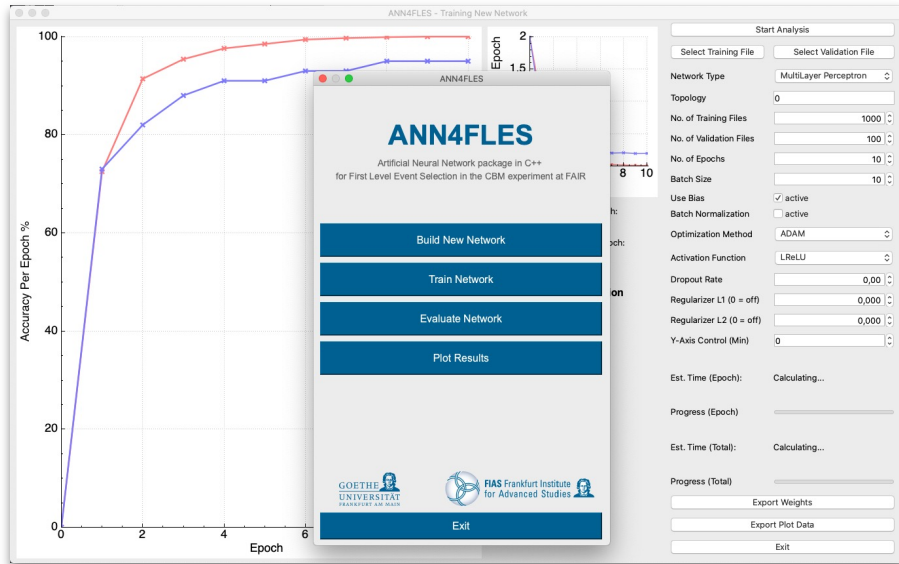 ANN4FLES - Training New Network
100
80
60
40
20
0
0
2
4
6
Epoch
Accuracy Per Epoch %
Epoch
2
1.5
8
10
ANN4FLES
ANN4FLES
Artificial Neural Network package in C++
for First Level Event Selection in the CBM experiment at FAIR
Build New Network
Train Network
Evaluate Network
Plot Results
GOETHE
UNIVERSITÄT
FRANKFURT AM MAIN
FIAS Frankfurt Institute
for Advanced Studies
Exit
Start Analysis
Select Training File
Select Validation File
Network Type
MultiLayer Perceptron
Topology
0
No. of Training Files
1000
No. of Validation Files
100
No. of Epochs
10
Batch Size
10
Use Bias
active
Batch Normalization
active
Optimization Method
ADAM
Activation Function
LReLU
Dropout Rate
0,00
Regularizer L1 (0 = off)
0,000
Regularizer L2 (0 = off)
0,000
Y-Axis Control (Min)
0
Est. Time (Epoch):
Calculating...
Progress (Epoch)
Est. Time (Total):
Calculating...
Progress (Total)
Export Weights
Export Plot Data
Exit